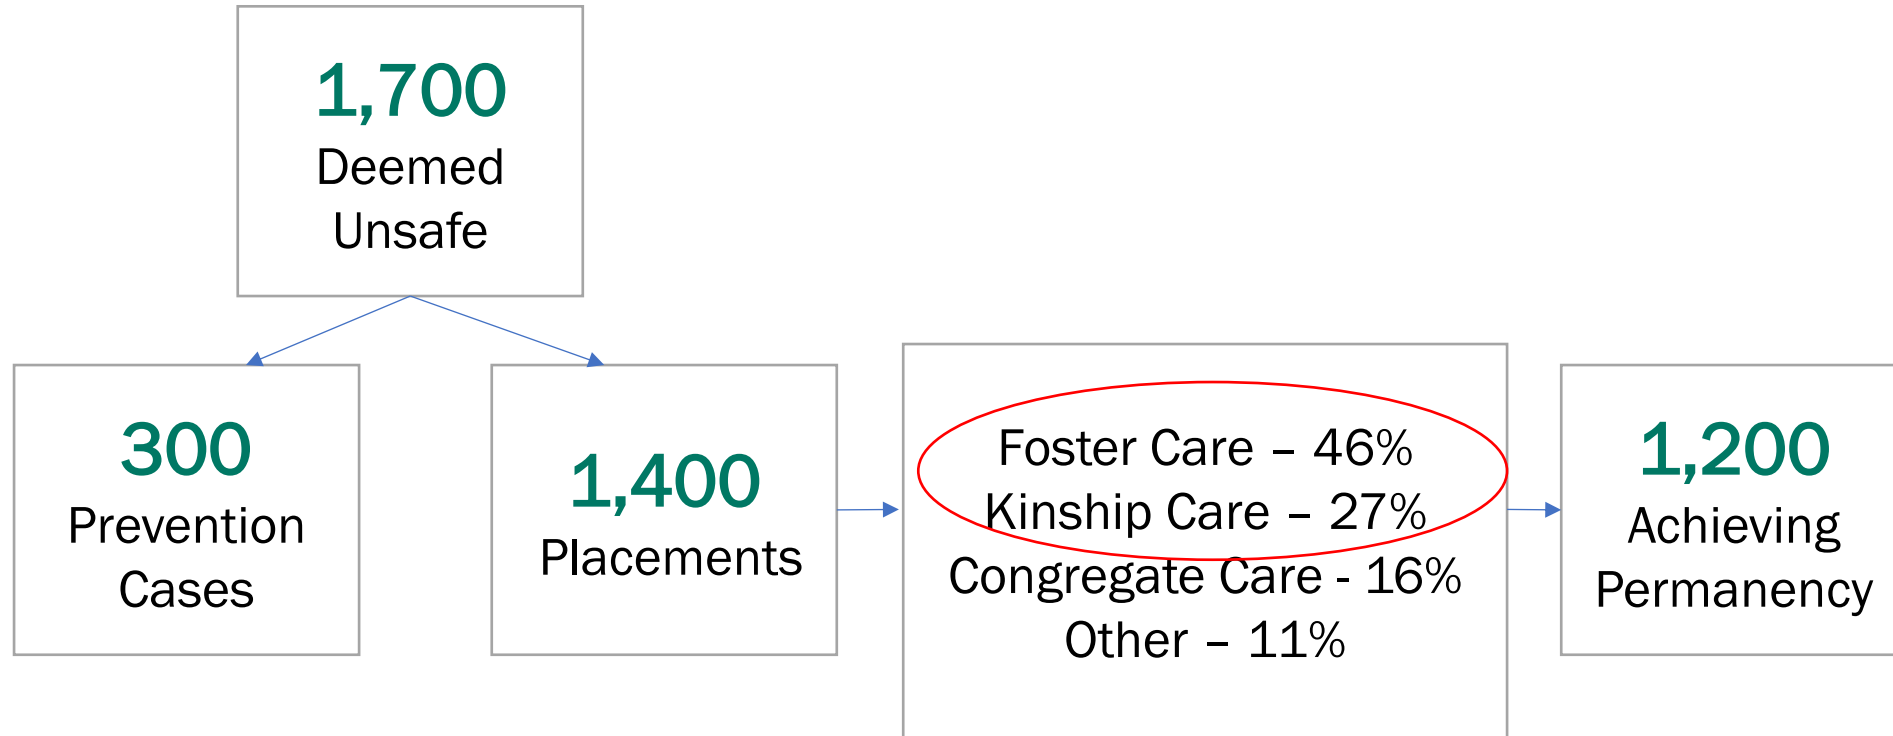 1,700
Deemed
Unsafe
300
Prevention
Cases
1,400
Placements
Foster Care – 46%
Kinship Care – 27%
Congregate Care - 16%
Other – 11%
1,200
Achieving
Permanency